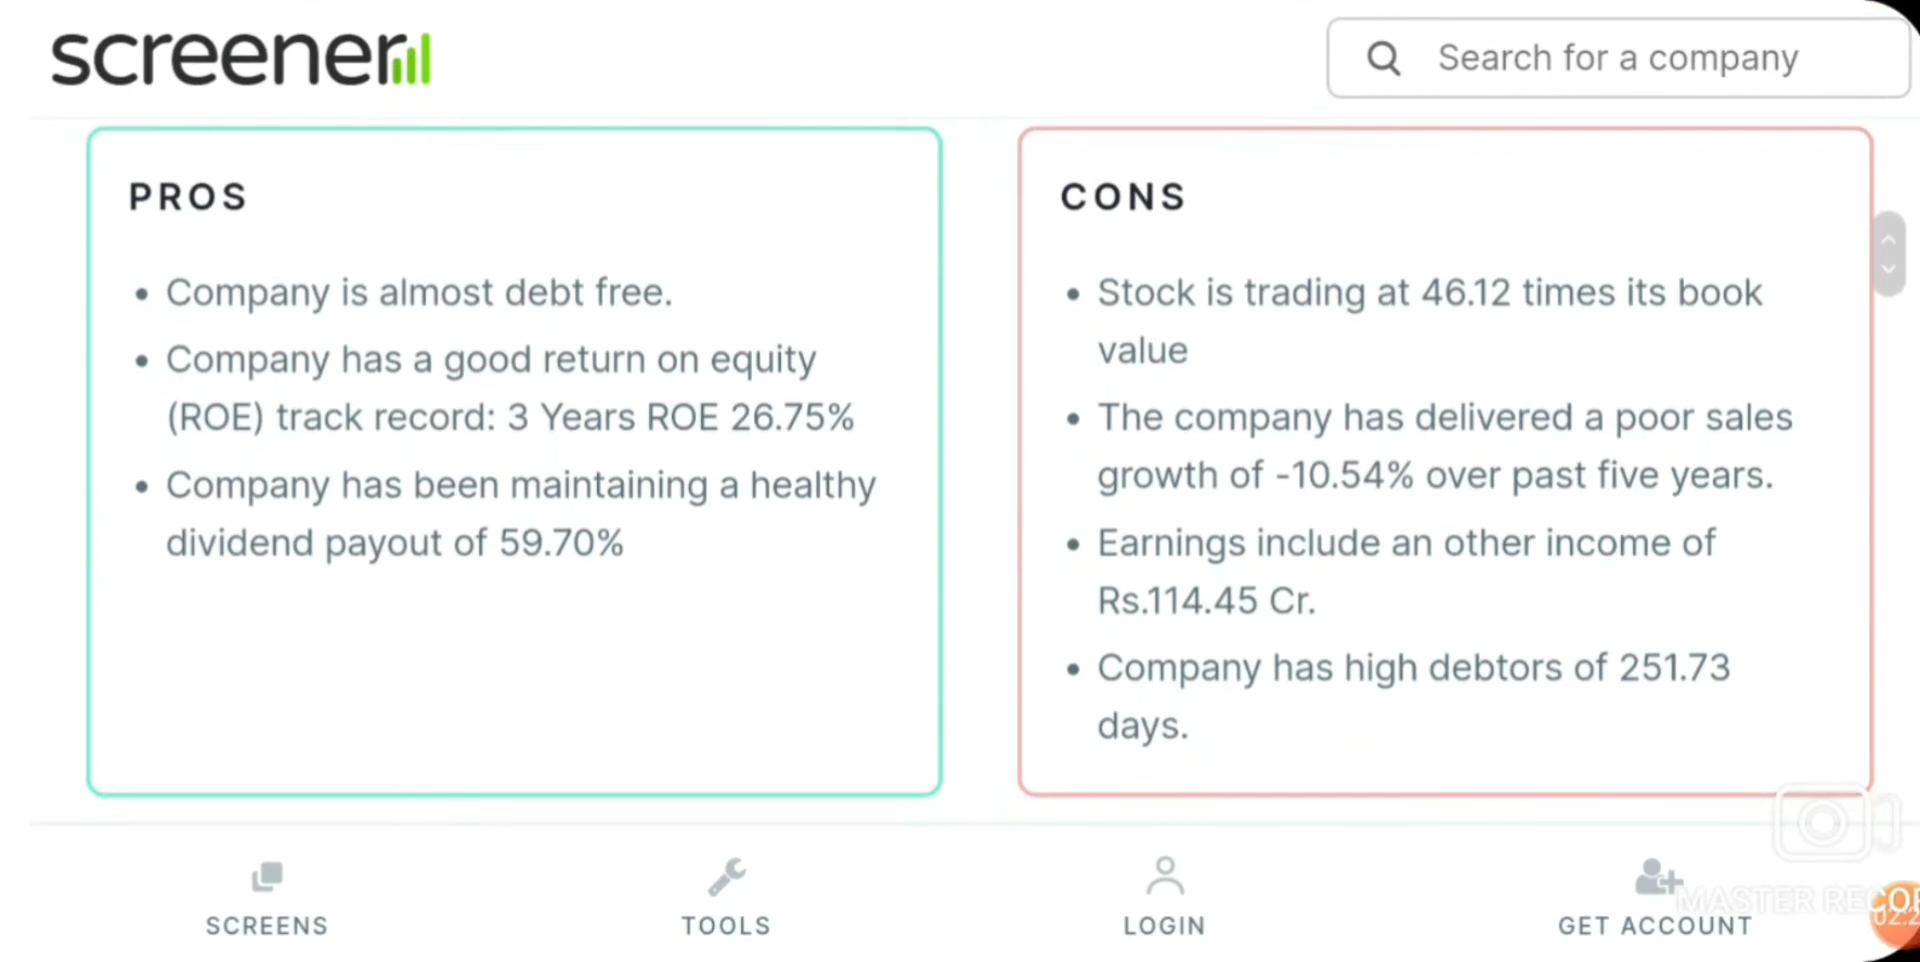 screener
Search for a company
PROS
• Company is almost debt free.
• Company has a good return on equity
(ROE) track record: 3 Years ROE 26.75%
• Company has been maintaining a healthy
dividend payout of 59.70%
CONS
• Stock is trading at 46.12 times its book
value
• The company has delivered a poor sales
growth of -10.54% over past five years.
• Earnings include an other income of
Rs.114.45 Cr.
• Company has high debtors of 251.73
days.
SCREENS
TOOLS
LOGIN
GET ACCOUNT
MASTER